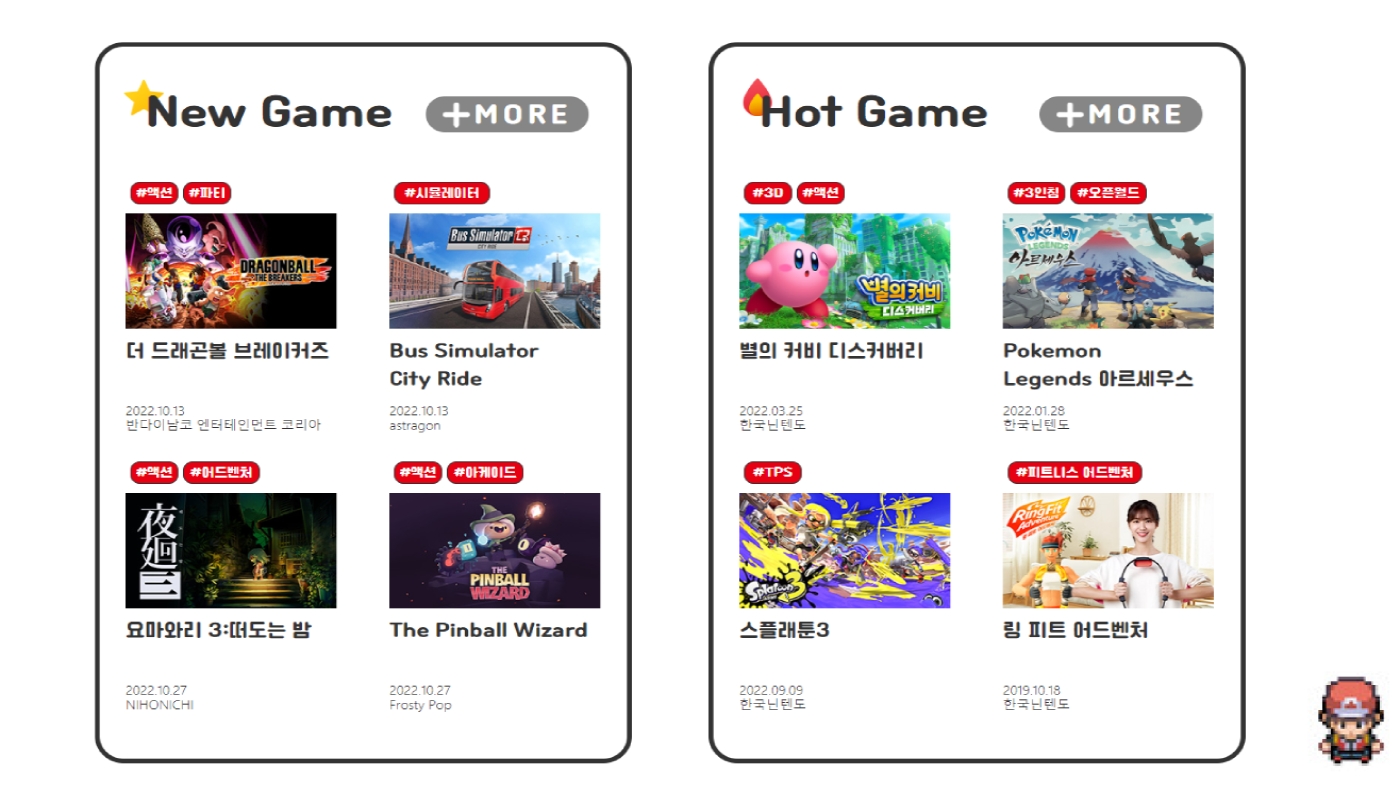 New Game
+MORE
#액션 #파티
DRAGONBALL
THE BREAKERS
더 드래곤볼 브레이커즈
2022.10.13
반다이남코 엔터테인먼트 코리아
#시뮬레이터
Bus Simulator
CITY RIDE
Bus Simulator
City Ride
2022.10.13
astragon
#액션 #어드벤처
夜廻三
요마와리 3:떠도는 밤
2022.10.27
NIHONICHI
#액션 #아케이드
THE
PINBALL
WIZARD
The Pinball Wizard
2022.10.27
Frosty Pop
Hot Game
+MORE
#3D #액션
별의 커비
디스커버리
별의 커비 디스커버리
2022.03.25
한국닌텐도
#3인칭 #오픈월드
POKéMON
LEGENDS
아르세우스
Pokemon
Legends 아르세우스
2022.01.28
한국닌텐도
#TPS
Splatoon 3
스플래툰3
2022.09.09
한국닌텐도
#피트니스 어드벤처
RingFit
Adventure
링 피트 어드벤처
2019.10.18
한국닌텐도